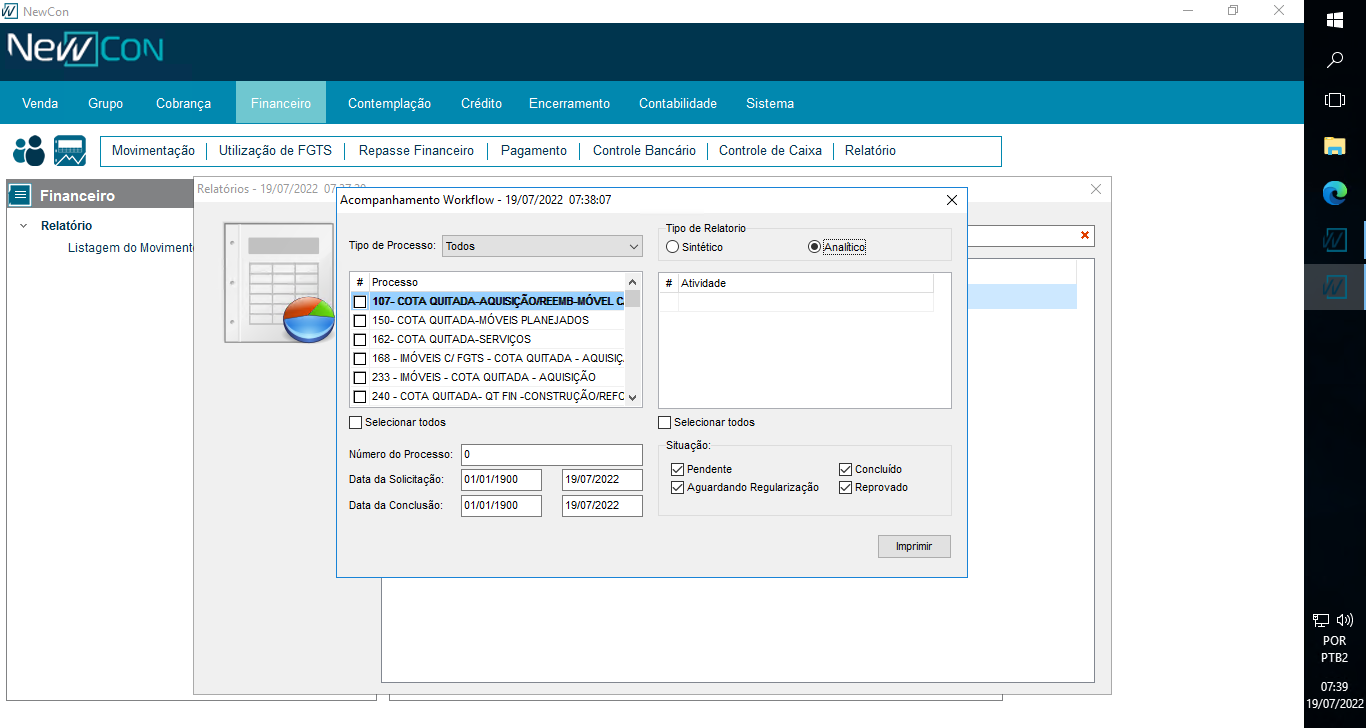 NewCon
NewCon
Venda Grupo Cobrança Financeiro Contemplação Crédito Encerramento Contabilidade Sistema
Movimentação Utilização de FGTS Repasse Financeiro Pagamento Controle Bancário Controle de Caixa Relatório
Financeiro
Relatório
Listagem do Moviment
Relatórios - 19/07/2022
Acompanhamento Workflow - 19/07/2022 07:38:07
Tipo de Processo: Todos
Tipo de Relatorio
Sintético Analítico
# Processo
107- COTA QUITADA-AQUISIÇÃO/REEMB-MÓVEL C
150- COTA QUITADA-MÓVEIS PLANEJADOS
162- COTA QUITADA-SERVIÇOS
168 - IMÓVEIS C/ FGTS - COTA QUITADA - AQUISIÇ
233 - IMÓVEIS - COTA QUITADA - AQUISIÇÃO
240 - COTA QUITADA- QT FIN -CONSTRUÇÃO/REFO
# Atividade
Selecionar todos
Selecionar todos
Número do Processo: 0
Data da Solicitação: 01/01/1900 19/07/2022
Data da Conclusão: 01/01/1900 19/07/2022
Situação:
Pendente Concluído
Aguardando Regularização Reprovado
Imprimir
POR
PTB2
07:39
19/07/2022